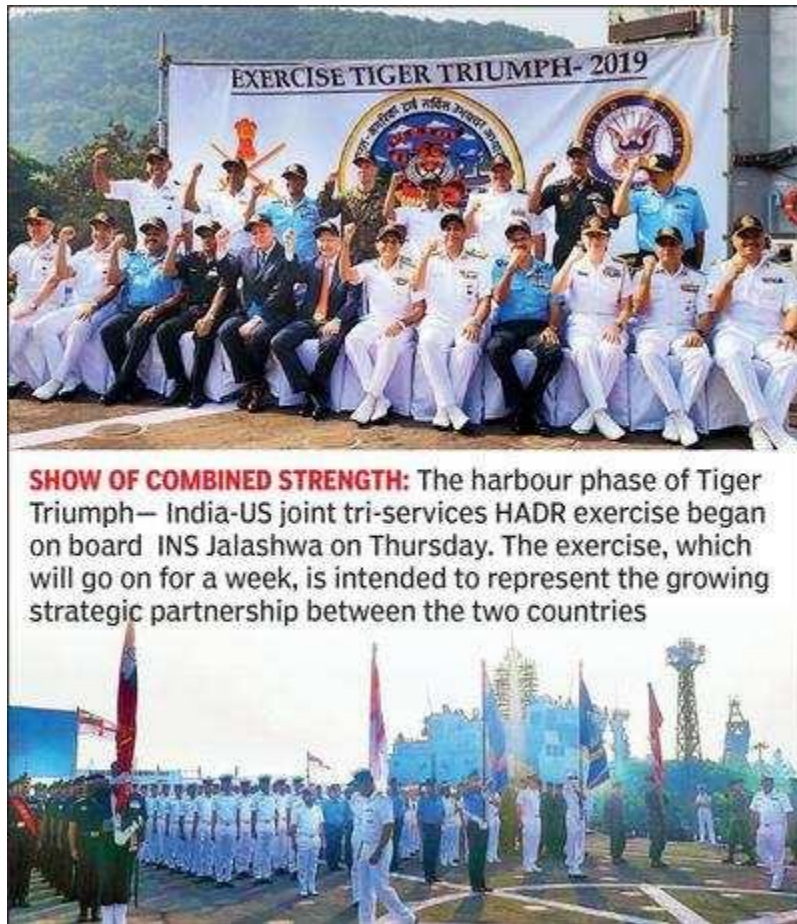 EXERCISE TIGER TRIUMPH- 2019
SHOW OF COMBINED STRENGTH: The harbour phase of Tiger
Triumph— India-US joint tri-services HADR exercise began
on board INS Jalashwa on Thursday. The exercise, which
will go on for a week, is intended to represent the growing
strategic partnership between the two countries